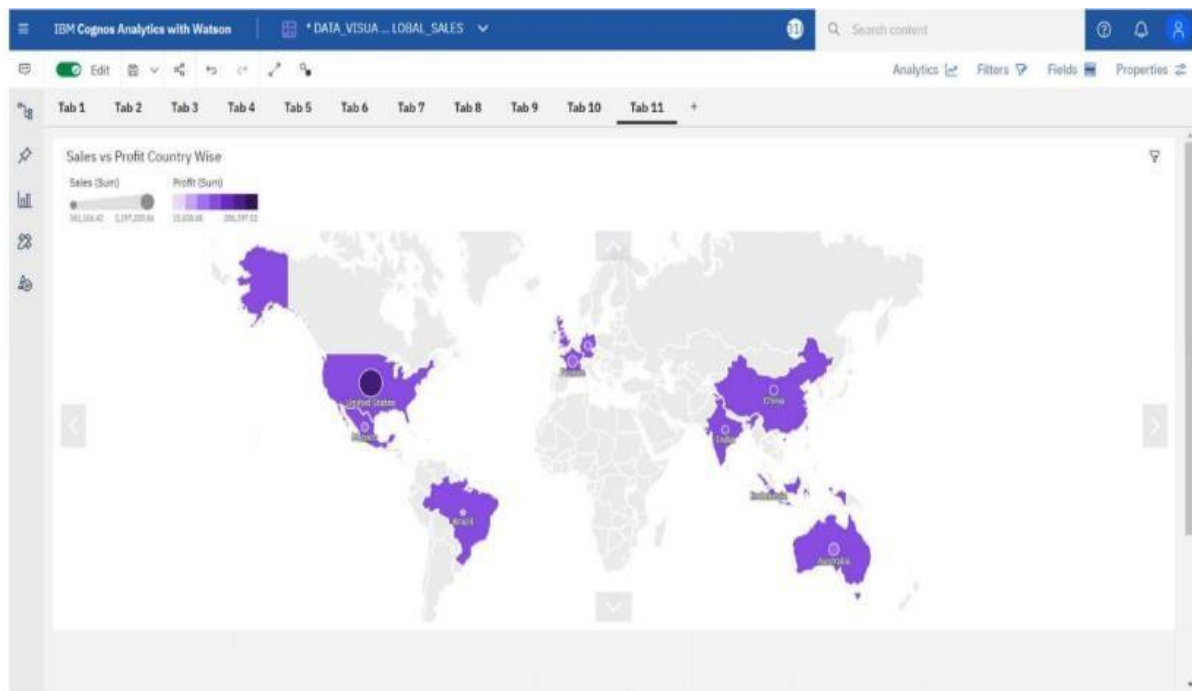 IBM Cognos Analytics with Watson
* DATA_VISUA ... LOBAL_SALES
Search content
Edit
Analytics
Filters
Fields
Properties
Tab 1
Tab 2
Tab 3
Tab 4
Tab 5
Tab 6
Tab 7
Tab 8
Tab 9
Tab 10
Tab 11
+
Sales vs Profit Country Wise
Sales (Sum)
Profit (Sum)
United States
Mexico
Brazil
France
China
India
Indonesia
Australia